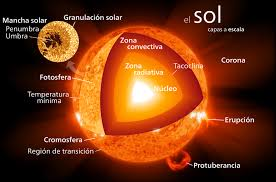 Mancha solar
Penumbra
Umbra
Granulación solar
el sol
capas a escala
Zona
convectiva
Zona
radiativa
Tacoclina
Corona
Núcleo
Fotosfera
Temperatura
mínima
Cromosfera
Región de transición
Erupción
Protuberancia